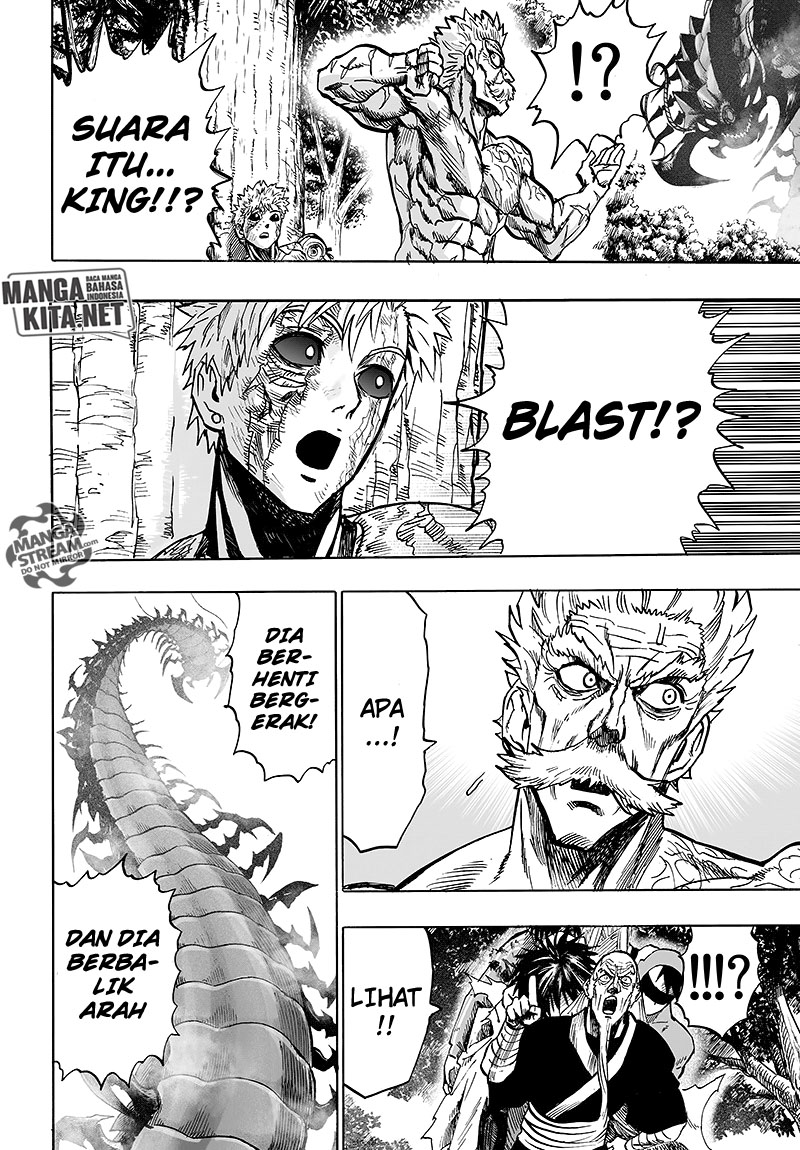 !?
SUARA
ITU...
KING!!?
MANGA
KITA.NET
BACA MANGA
BAHASA
INDONESIA
BLAST!?
MANGA
STREAM.com
DO NOT MIRROR
APA
...!
DIA
BER-
HENTI
BERG-
ERAK!
DAN DIA
BERBA-
LIK
ARAH
!!!?
LIHAT
!!